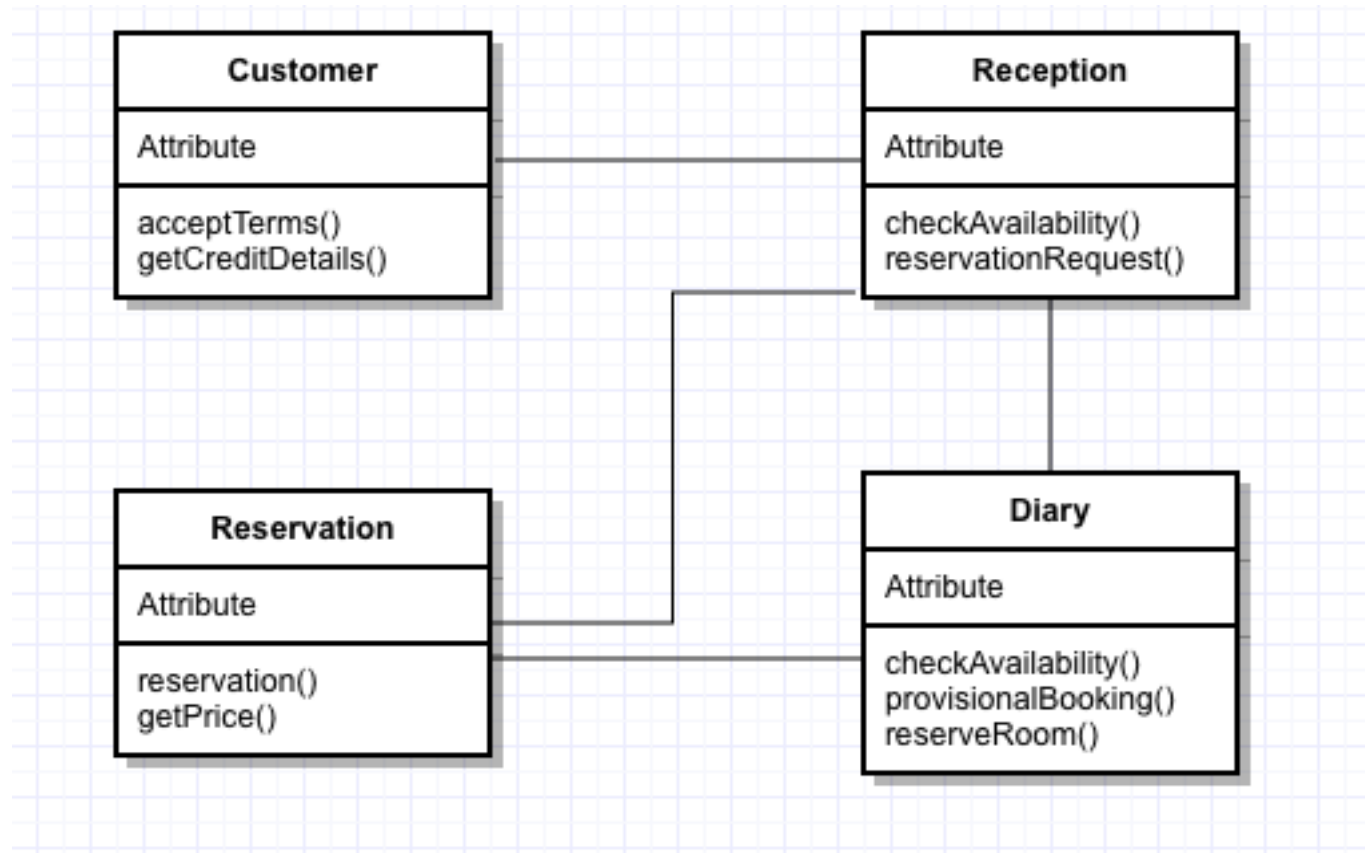 Customer
Attribute
acceptTerms()
getCreditDetails()
Reception
Attribute
checkAvailability()
reservationRequest()
Reservation
Attribute
reservation()
getPrice()
Diary
Attribute
checkAvailability()
provisionalBooking()
reserveRoom()